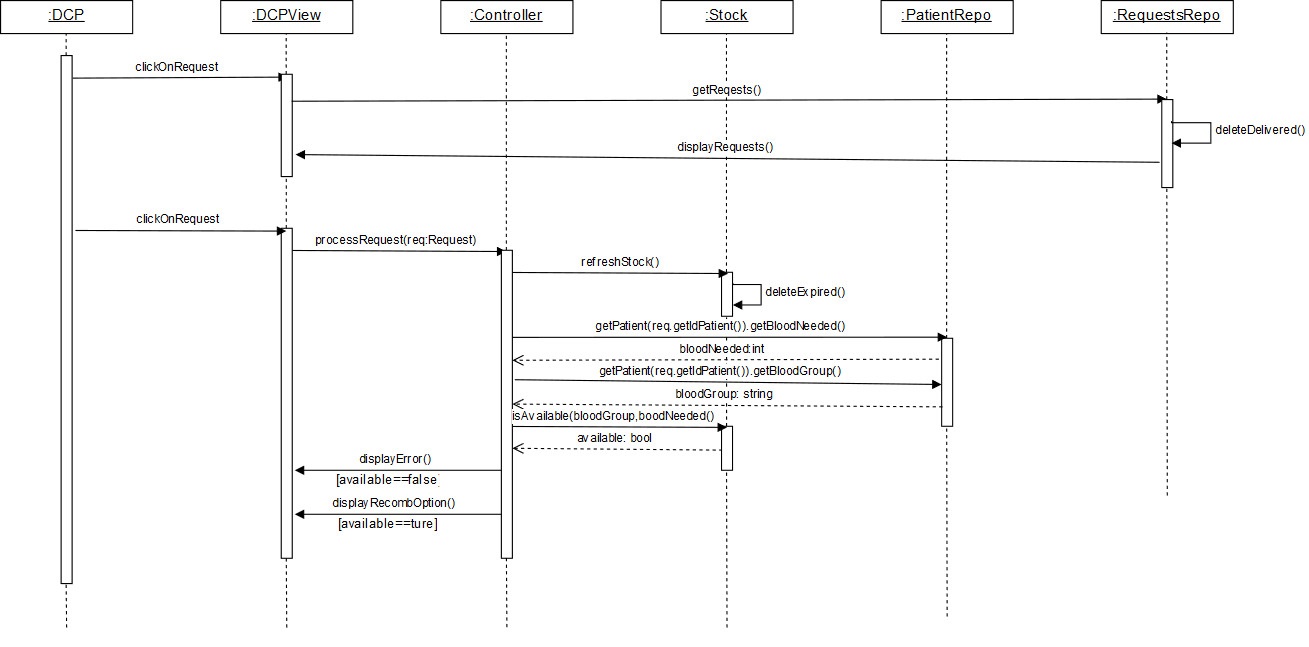 :DCP
:DCPView
:Controller
:Stock
:PatientRepo
:RequestsRepo
clickOnRequest
getReqests()
deleteDelivered()
displayRequests()
clickOnRequest
processRequest(req:Request)
refreshStock()
deleteExpired()
getPatient(req.getIdPatient()).getBloodNeeded()
bloodNeeded:int
getPatient(req.getIdPatient()).getBloodGroup()
bloodGroup: string
isAvailable(bloodGroup,boodNeeded()
available: bool
displayError()
[available==false
displayRecombOption()
[available==ture]